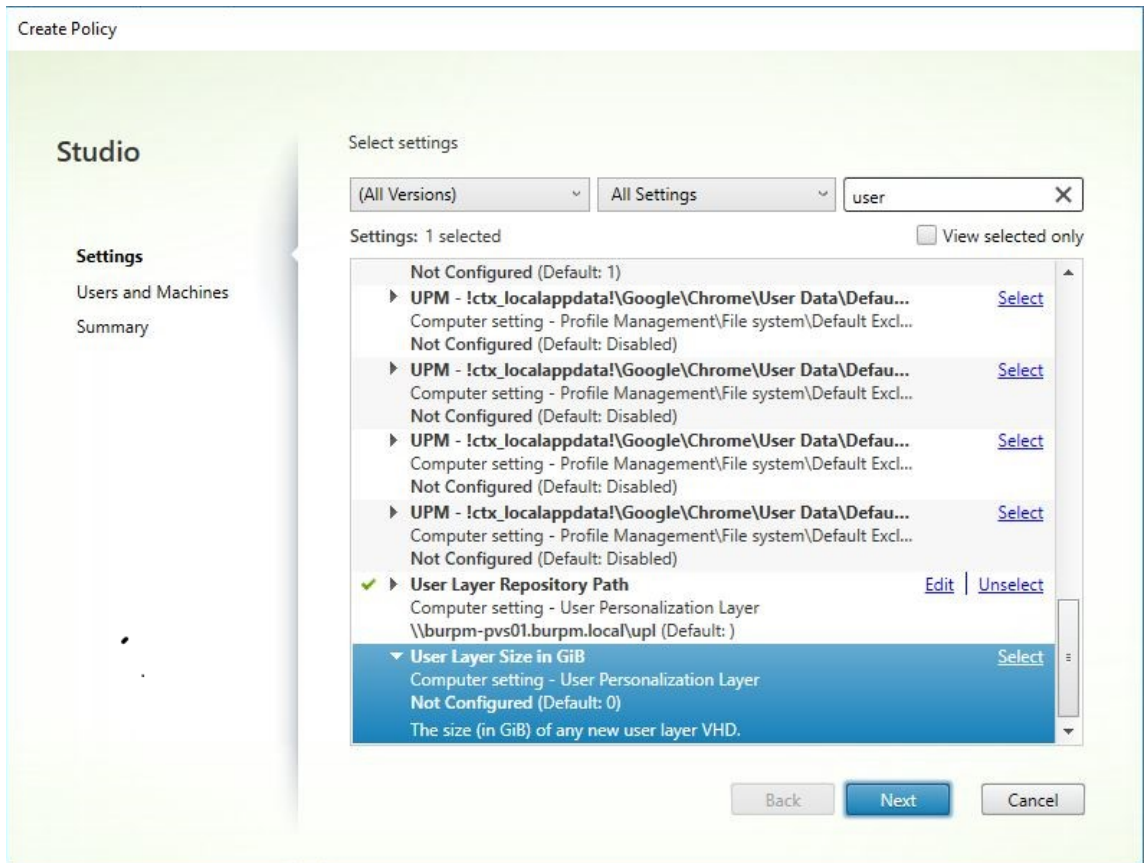 Create Policy
Studio
Settings
Users and Machines
Summary
Select settings
(All Versions)
All Settings
user
Settings: 1 selected
View selected only
Not Configured (Default: 1)
UPM - !ctx_localappdata!\Google\Chrome\User Data\Defau... Select
Computer setting - Profile Management\File system\Default Excl...
Not Configured (Default: Disabled)
UPM - !ctx_localappdata!\Google\Chrome\User Data\Defau... Select
Computer setting - Profile Management\File system\Default Excl...
Not Configured (Default: Disabled)
UPM - !ctx_localappdata!\Google\Chrome\User Data\Defau... Select
Computer setting - Profile Management\File system\Default Excl...
Not Configured (Default: Disabled)
UPM - !ctx_localappdata!\Google\Chrome\User Data\Defau... Select
Computer setting - Profile Management\File system\Default Excl...
Not Configured (Default: Disabled)
User Layer Repository Path Edit | Unselect
Computer setting - User Personalization Layer
\\burpm-pvs01.burpm.local\upl (Default: )
User Layer Size in GiB Select
Computer setting - User Personalization Layer
Not Configured (Default: 0)
The size (in GiB) of any new user layer VHD.
Back
Next
Cancel